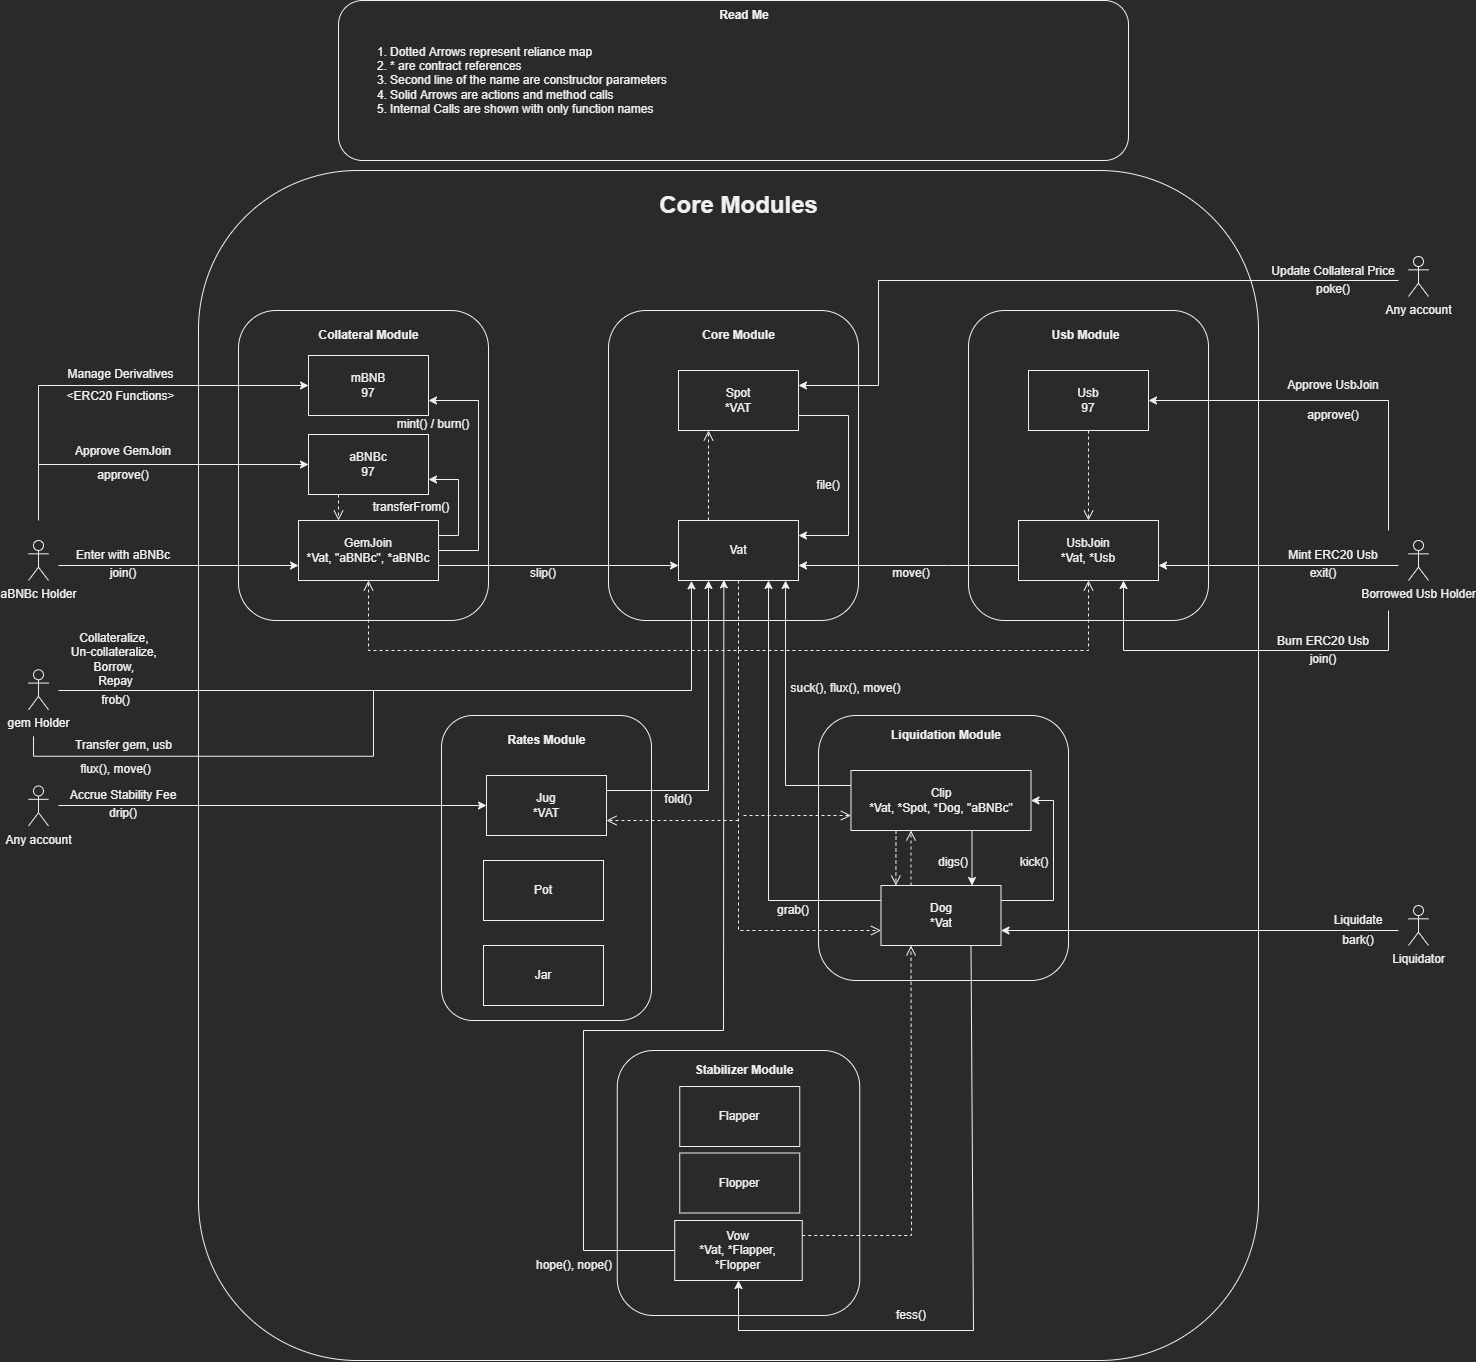 Read Me
1. Dotted Arrows represent reliance map
2. * are contract references
3. Second line of the name are constructor parameters
4. Solid Arrows are actions and method calls
5. Internal Calls are shown with only function names
Core Modules
Update Collateral Price
poke()
Any account
Collateral Module
mBNB
97
mint() / burn()
aBNBc
97
transferFrom()
GemJoin
*Vat, "aBNBc", *aBNBc
Manage Derivatives
<ERC20 Functions>
Approve GemJoin
approve()
Enter with aBNBc
join()
aBNBc Holder
slip()
Core Module
Spot
*VAT
file()
Vat
move()
Usb Module
Usb
97
UsbJoin
*Vat, *Usb
Approve UsbJoin
approve()
Mint ERC20 Usb
exit()
Borrowed Usb Holder
Burn ERC20 Usb
join()
Collateralize,
Un-collateralize,
Borrow,
Repay
frob()
gem Holder
Transfer gem, usb
flux(), move()
Accrue Stability Fee
drip()
Any account
suck(), flux(), move()
Rates Module
Jug
*VAT
fold()
Pot
Jar
Liquidation Module
Clip
*Vat, *Spot, *Dog, "aBNBc"
digs()
kick()
grab()
Dog
*Vat
Liquidate
bark()
Liquidator
Stabilizer Module
Flapper
Flopper
Vow
*Vat, *Flapper,
*Flopper
hope(), nope()
fess()